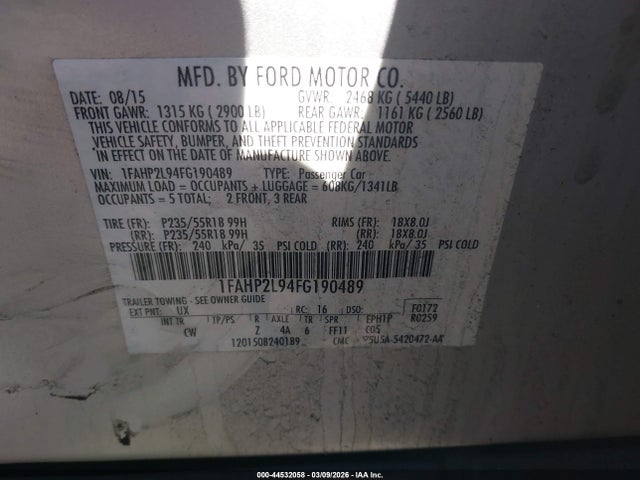 MFD. BY FORD MOTOR CO.
DATE: 08/15 GVWR: 2468 KG ( 5440 LB)
FRONT GAWR: 1315 KG ( 2900 LB) REAR GAWR: 1161 KG ( 2560 LB)
THIS VEHICLE CONFORMS TO ALL APPLICABLE FEDERAL MOTOR
VEHICLE SAFETY, BUMPER, AND THEFT PREVENTION STANDARDS
IN EFFECT ON THE DATE OF MANUFACTURE SHOWN ABOVE.
VIN: 1FAHP2L94FG190489 TYPE: Passenger Car
MAXIMUM LOAD = OCCUPANTS + LUGGAGE = 608KG/1341LB
OCCUPANTS = 5 TOTAL; 2 FRONT, 3 REAR
TIRE (FR): P235/55R18 99H RIMS (FR): 18X8.0J
(RR): P235/55R18 99H (RR): 18X8.0J
PRESSURE (FR): 240 kPa/ 35 PSI COLD (RR): 240 kPa/ 35 PSI COLD
1FAHP2L94FG190489
TRAILER TOWING - SEE OWNER GUIDE
EXT PNT: UX RC: 16 DSO: F0172
INT TR TP/PS R AXLE TR SPR EPHTP R0259
CW Z 4A 6 FF11 COS
1201508240189 CMC 5U5A-5420472-AA
000-44532058 | 03/09/2026 | IAA Inc.